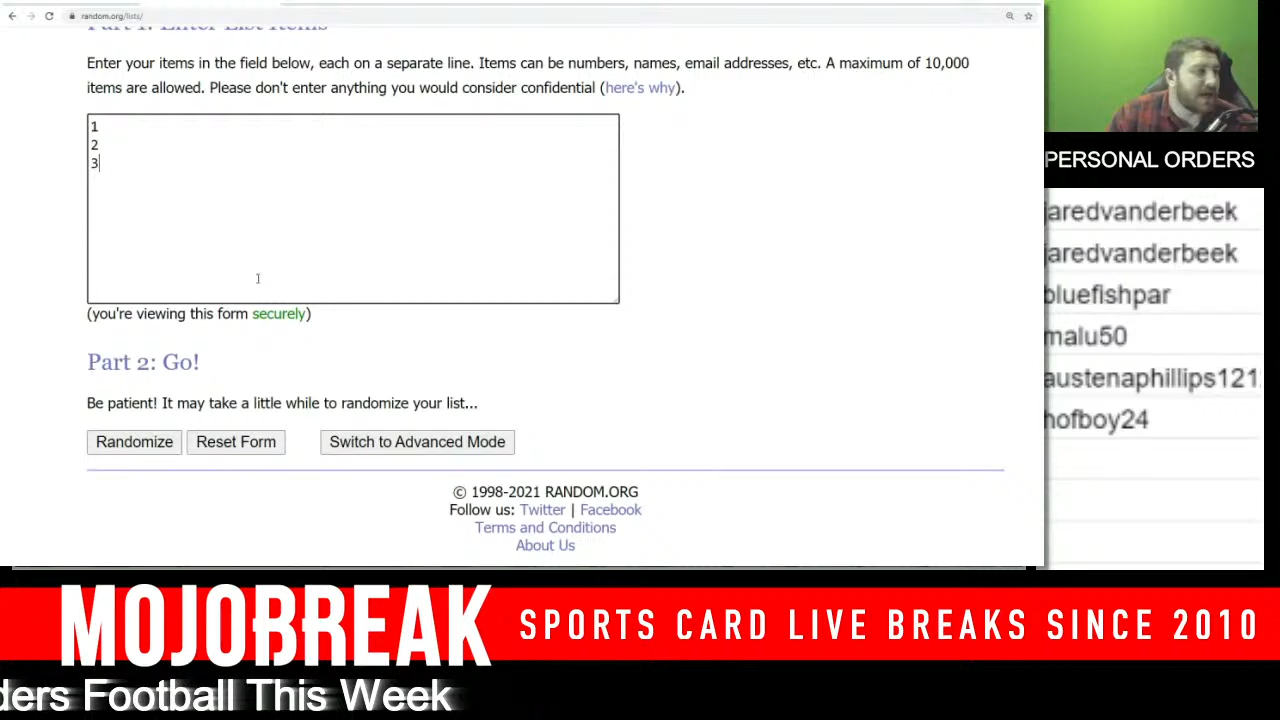 random.org/lists/
Part 1: Enter List Items
Enter your items in the field below, each on a separate line. Items can be numbers, names, email addresses, etc. A maximum of 10,000
items are allowed. Please don't enter anything you would consider confidential (here's why).
1
2
3
(you're viewing this form securely)
Part 2: Go!
Be patient! It may take a little while to randomize your list...
Randomize Reset Form Switch to Advanced Mode
© 1998-2021 RANDOM.ORG
Follow us: Twitter | Facebook
Terms and Conditions
About Us
PERSONAL ORDERS
jaredvanderbeek
jaredvanderbeek
bluefishpar
malu50
austenaphillips121
hofboy24
MOJOBREAK
SPORTS CARD LIVE BREAKS SINCE 2010
ders Football This Week